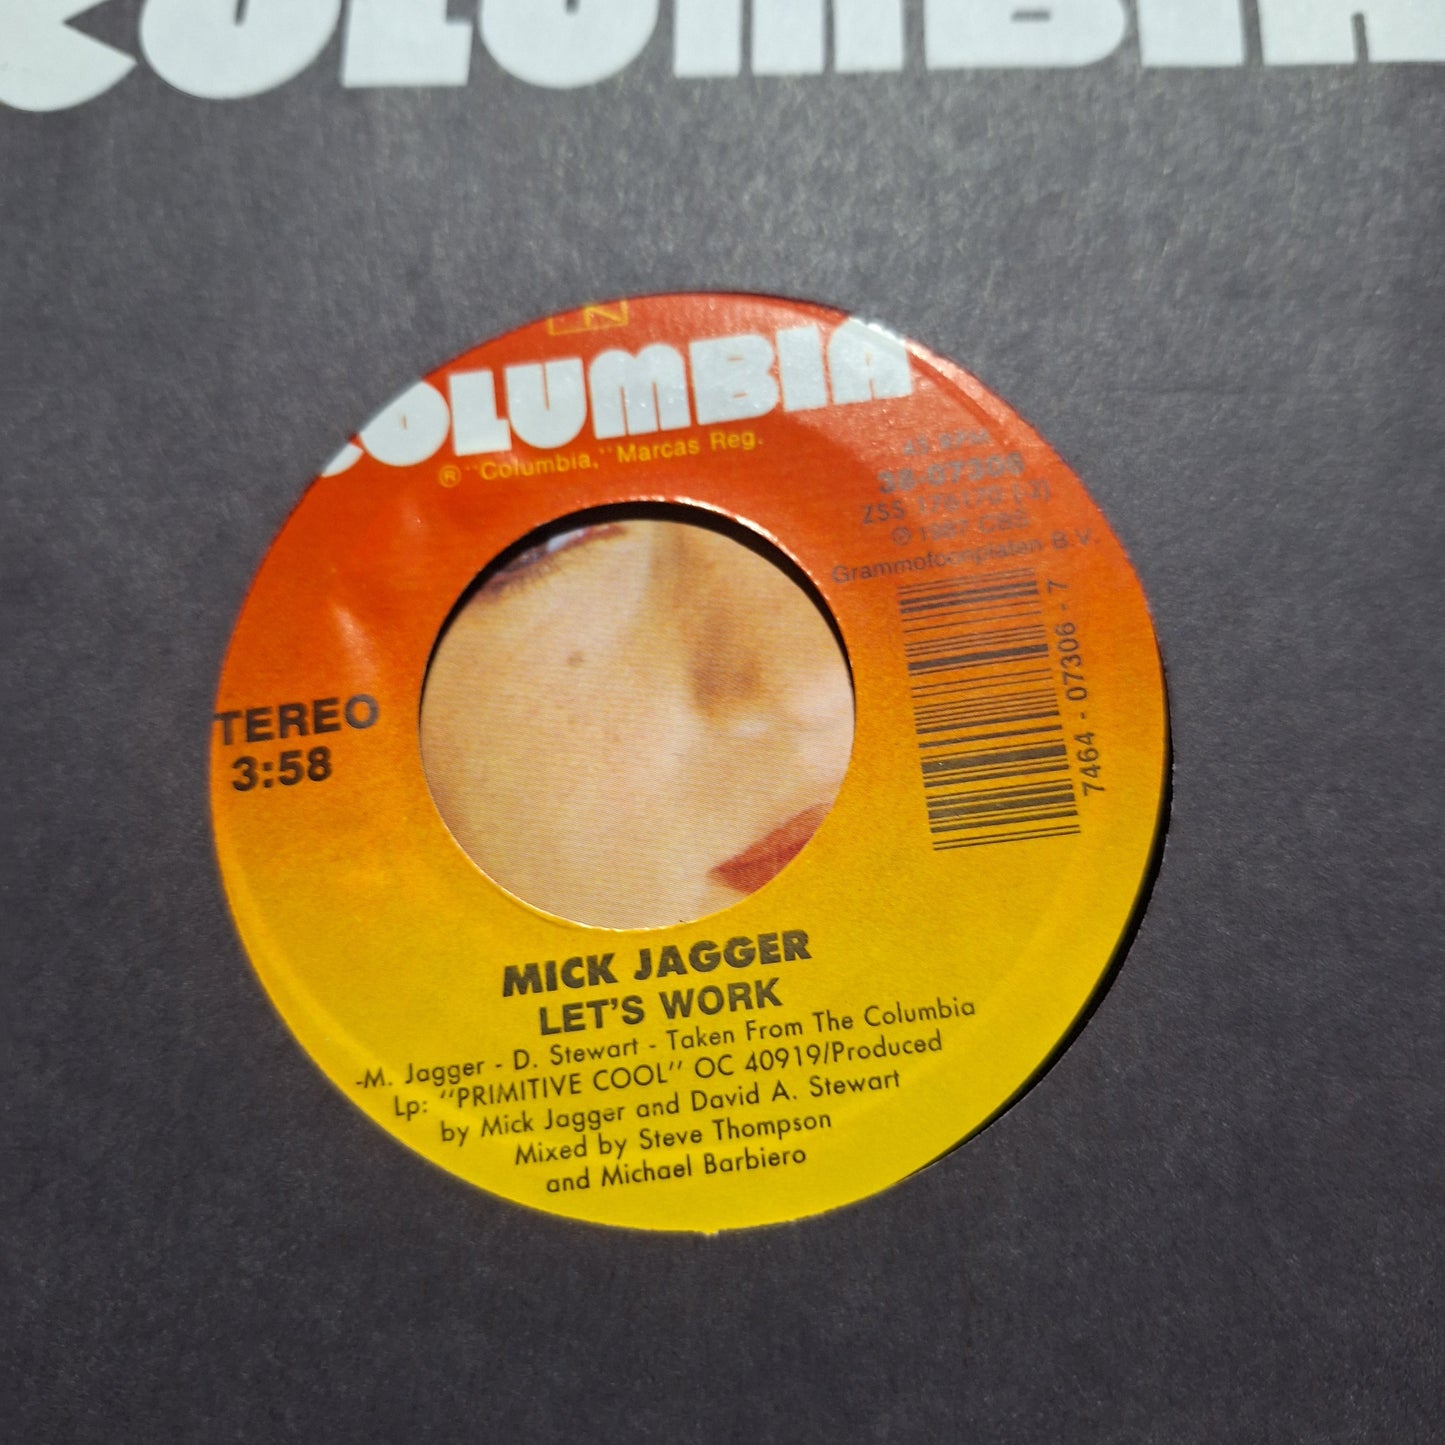 COLUMBIA
COLUMBIA
® "Columbia," Marcas Reg.
45 RPM
38-07306
ZSS
℗ 1987 CBS
Grammofoonplaten B.V.
7464 - 07306 - 7
TEREO
3:58
MICK JAGGER
LET'S WORK
-M. Jagger - D. Stewart - Taken From The Columbia
Lp: "PRIMITIVE COOL" OC 40919/Produced
by Mick Jagger and David A. Stewart
Mixed by Steve Thompson
and Michael Barbiero